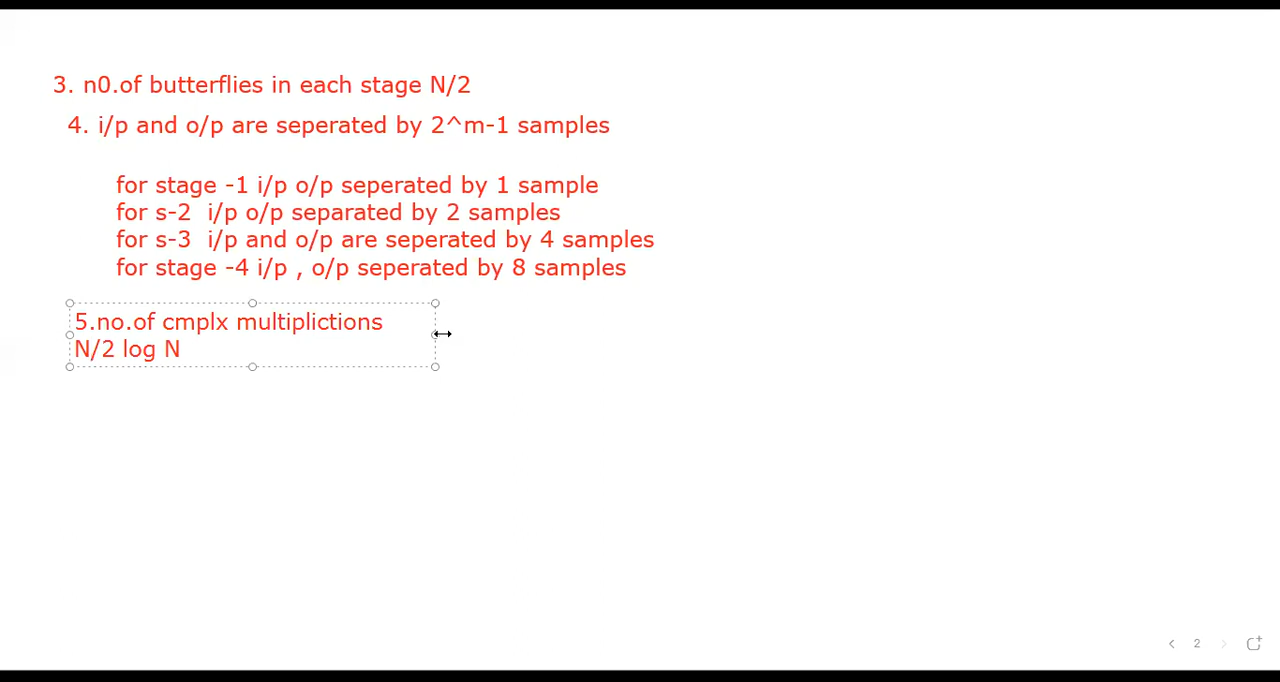 3. n0.of butterflies in each stage N/2
4. i/p and o/p are seperated by 2^m-1 samples
for stage -1 i/p o/p seperated by 1 sample
for s-2 i/p o/p separated by 2 samples
for s-3 i/p and o/p are seperated by 4 samples
for stage -4 i/p , o/p seperated by 8 samples
5.no.of cmplx multiplictions
N/2 log N
2